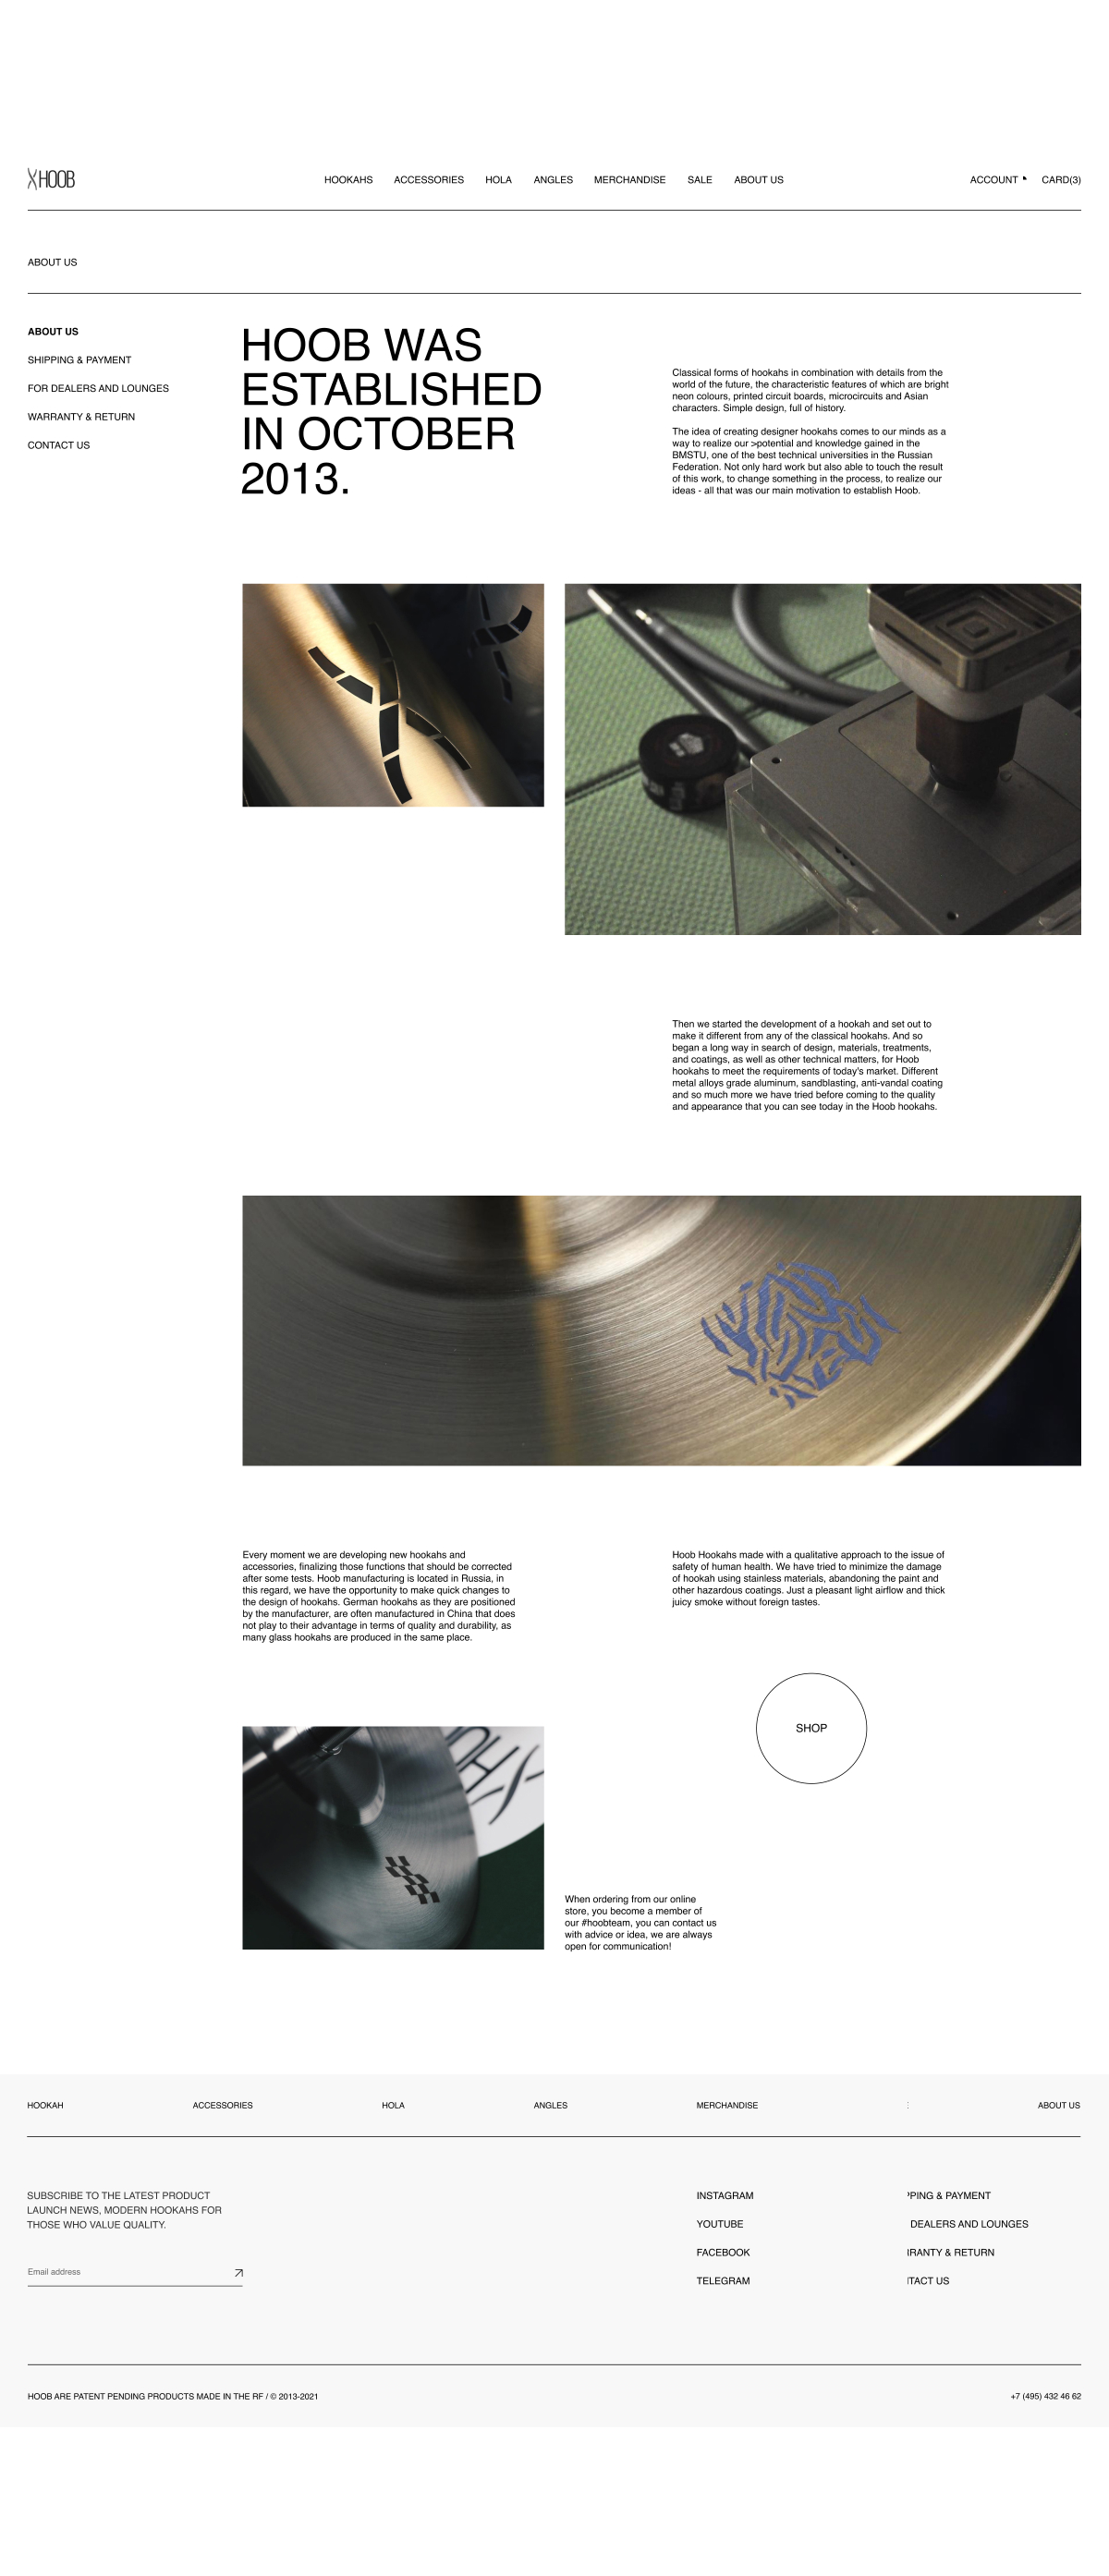 HOOB
HOOKAHS ACCESSORIES HOLA ANGLES MERCHANDISE SALE ABOUT US
ACCOUNT CARD(3)
ABOUT US
ABOUT US
SHIPPING & PAYMENT
FOR DEALERS AND LOUNGES
WARRANTY & RETURN
CONTACT US
HOOB WAS
ESTABLISHED
IN OCTOBER
2013.
Classical forms of hookahs in combination with details from the
world of the future, the characteristic features of which are bright
neon colours, printed circuit boards, microcircuits and Asian
characters. Simple design, full of history.
The idea of creating designer hookahs comes to our minds as a
way to realize our >potential and knowledge gained in the
BMSTU, one of the best technical universities in the Russian
Federation. Not only hard work but also able to touch the result
of this work, to change something in the process, to realize our
ideas - all that was our main motivation to establish Hoob.
Then we started the development of a hookah and set out to
make it different from any of the classical hookahs. And so
began a long way in search of design, materials, treatments,
and coatings, as well as other technical matters, for Hoob
hookahs to meet the requirements of today's market. Different
metal alloys grade aluminum, sandblasting, anti-vandal coating
and so much more we have tried before coming to the quality
and appearance that you can see today in the Hoob hookahs.
Every moment we are developing new hookahs and
accessories, finalizing those functions that should be corrected
after some tests. Hoob manufacturing is located in Russia, in
this regard, we have the opportunity to make quick changes to
the design of hookahs. German hookahs as they are positioned
by the manufacturer, are often manufactured in China that does
not play to their advantage in terms of quality and durability, as
many glass hookahs are produced in the same place.
Hoob Hookahs made with a qualitative approach to the issue of
safety of human health. We have tried to minimize the damage
of hookah using stainless materials, abandoning the paint and
other hazardous coatings. Just a pleasant light airflow and thick
juicy smoke without foreign tastes.
SHOP
When ordering from our online
store, you become a member of
our #hoobteam, you can contact us
with advice or idea, we are always
open for communication!
HOOKAH ACCESSORIES HOLA ANGLES MERCHANDISE ABOUT US
SUBSCRIBE TO THE LATEST PRODUCT
LAUNCH NEWS, MODERN HOOKAHS FOR
THOSE WHO VALUE QUALITY.
Email address
INSTAGRAM
YOUTUBE
FACEBOOK
TELEGRAM
PING & PAYMENT
DEALERS AND LOUNGES
RANTY & RETURN
TACT US
HOOB ARE PATENT PENDING PRODUCTS MADE IN THE RF / © 2013-2021
+7 (495) 432 46 62